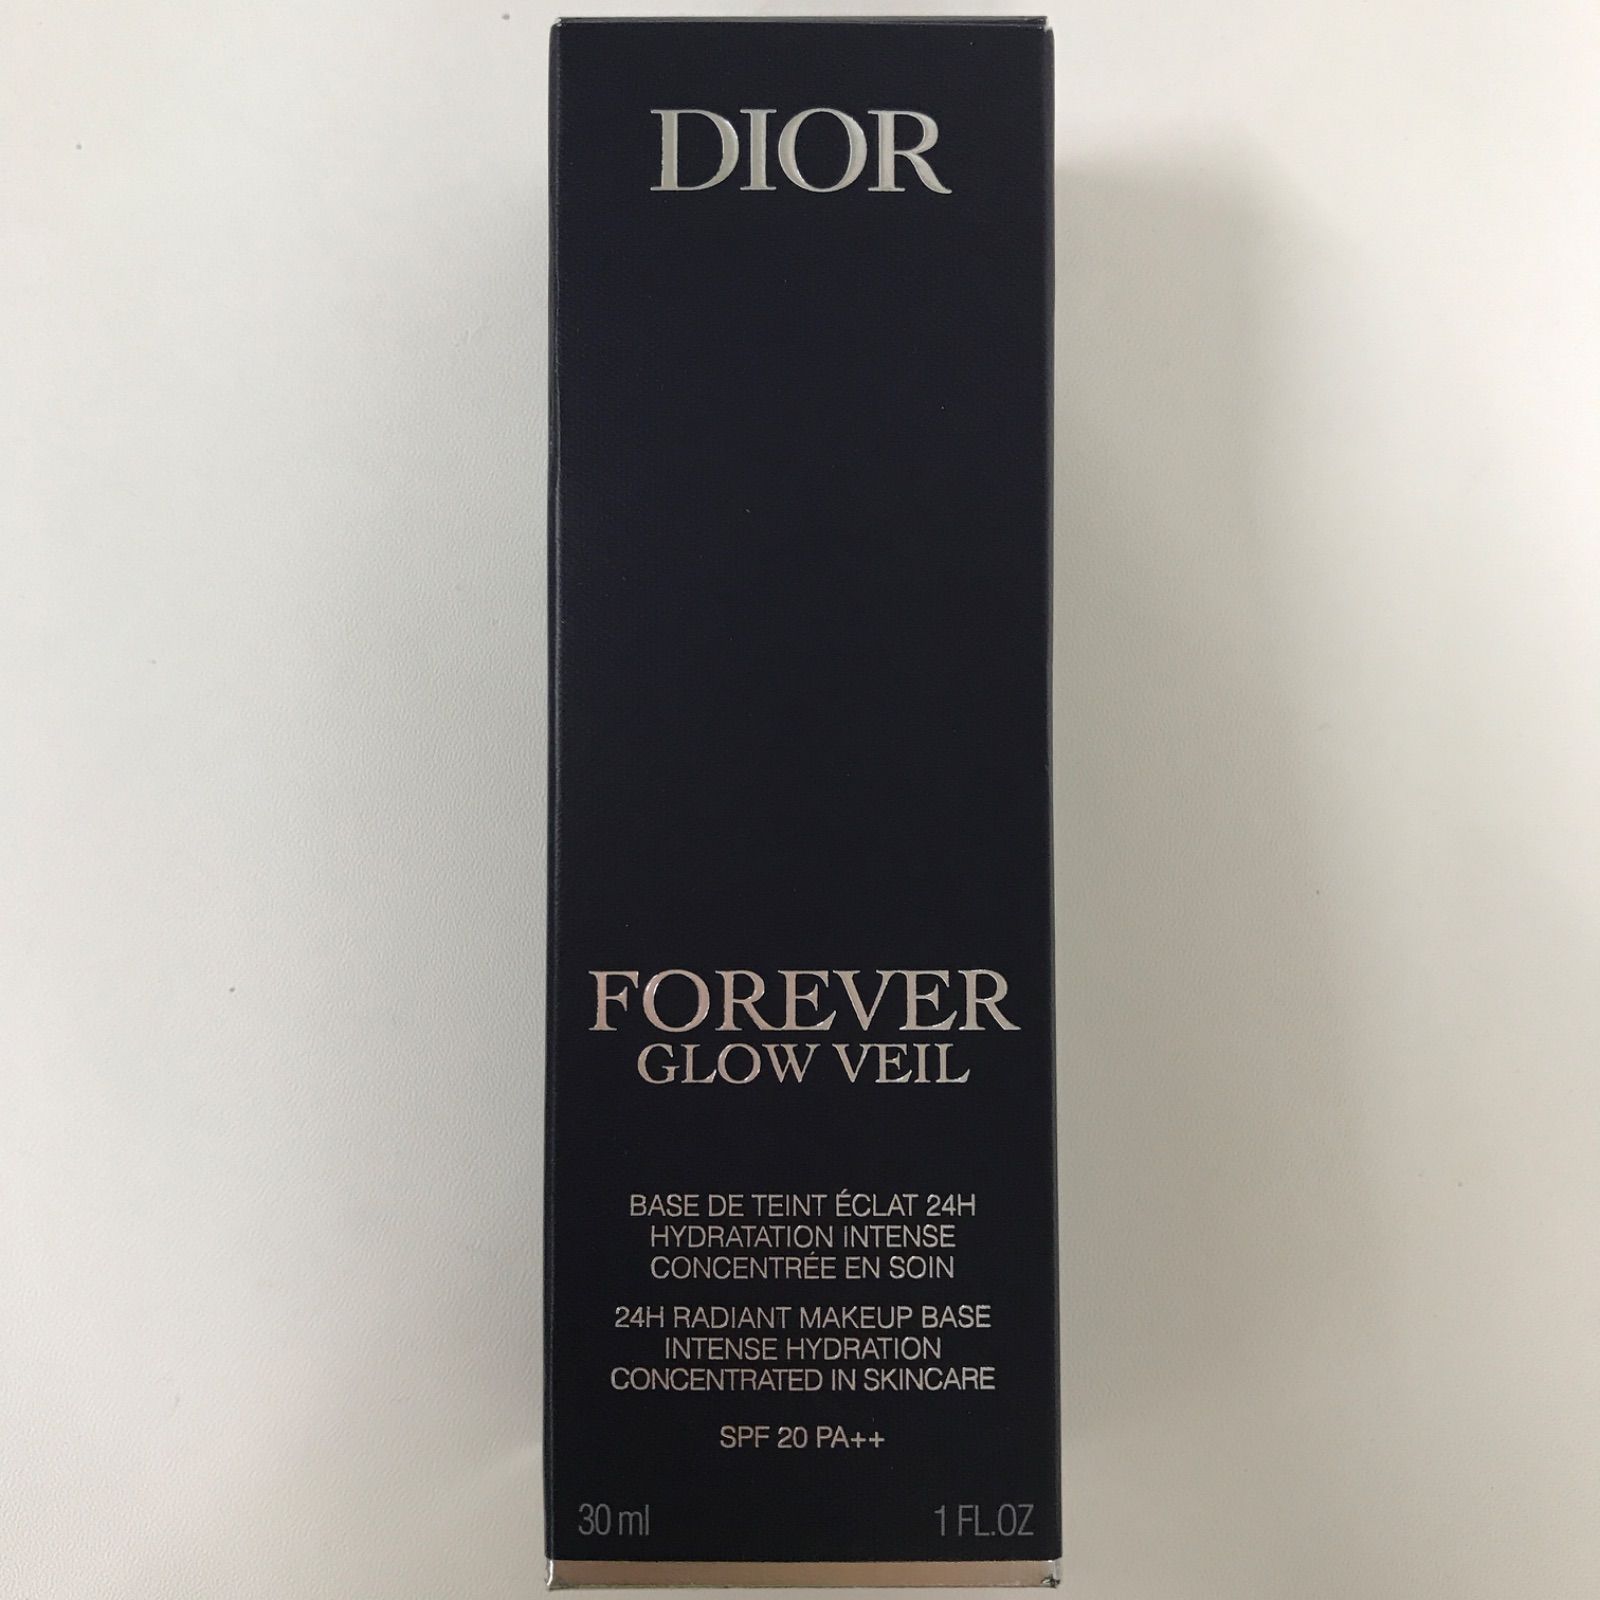 DIOR
FOREVER
GLOW VEIL
BASE DE TEINT ÉCLAT 24H
HYDRATATION INTENSE
CONCENTRÉE EN SOIN
24H RADIANT MAKEUP BASE
INTENSE HYDRATION
CONCENTRATED IN SKINCARE
SPF 20 PA++
30 ml 1 FL.OZ